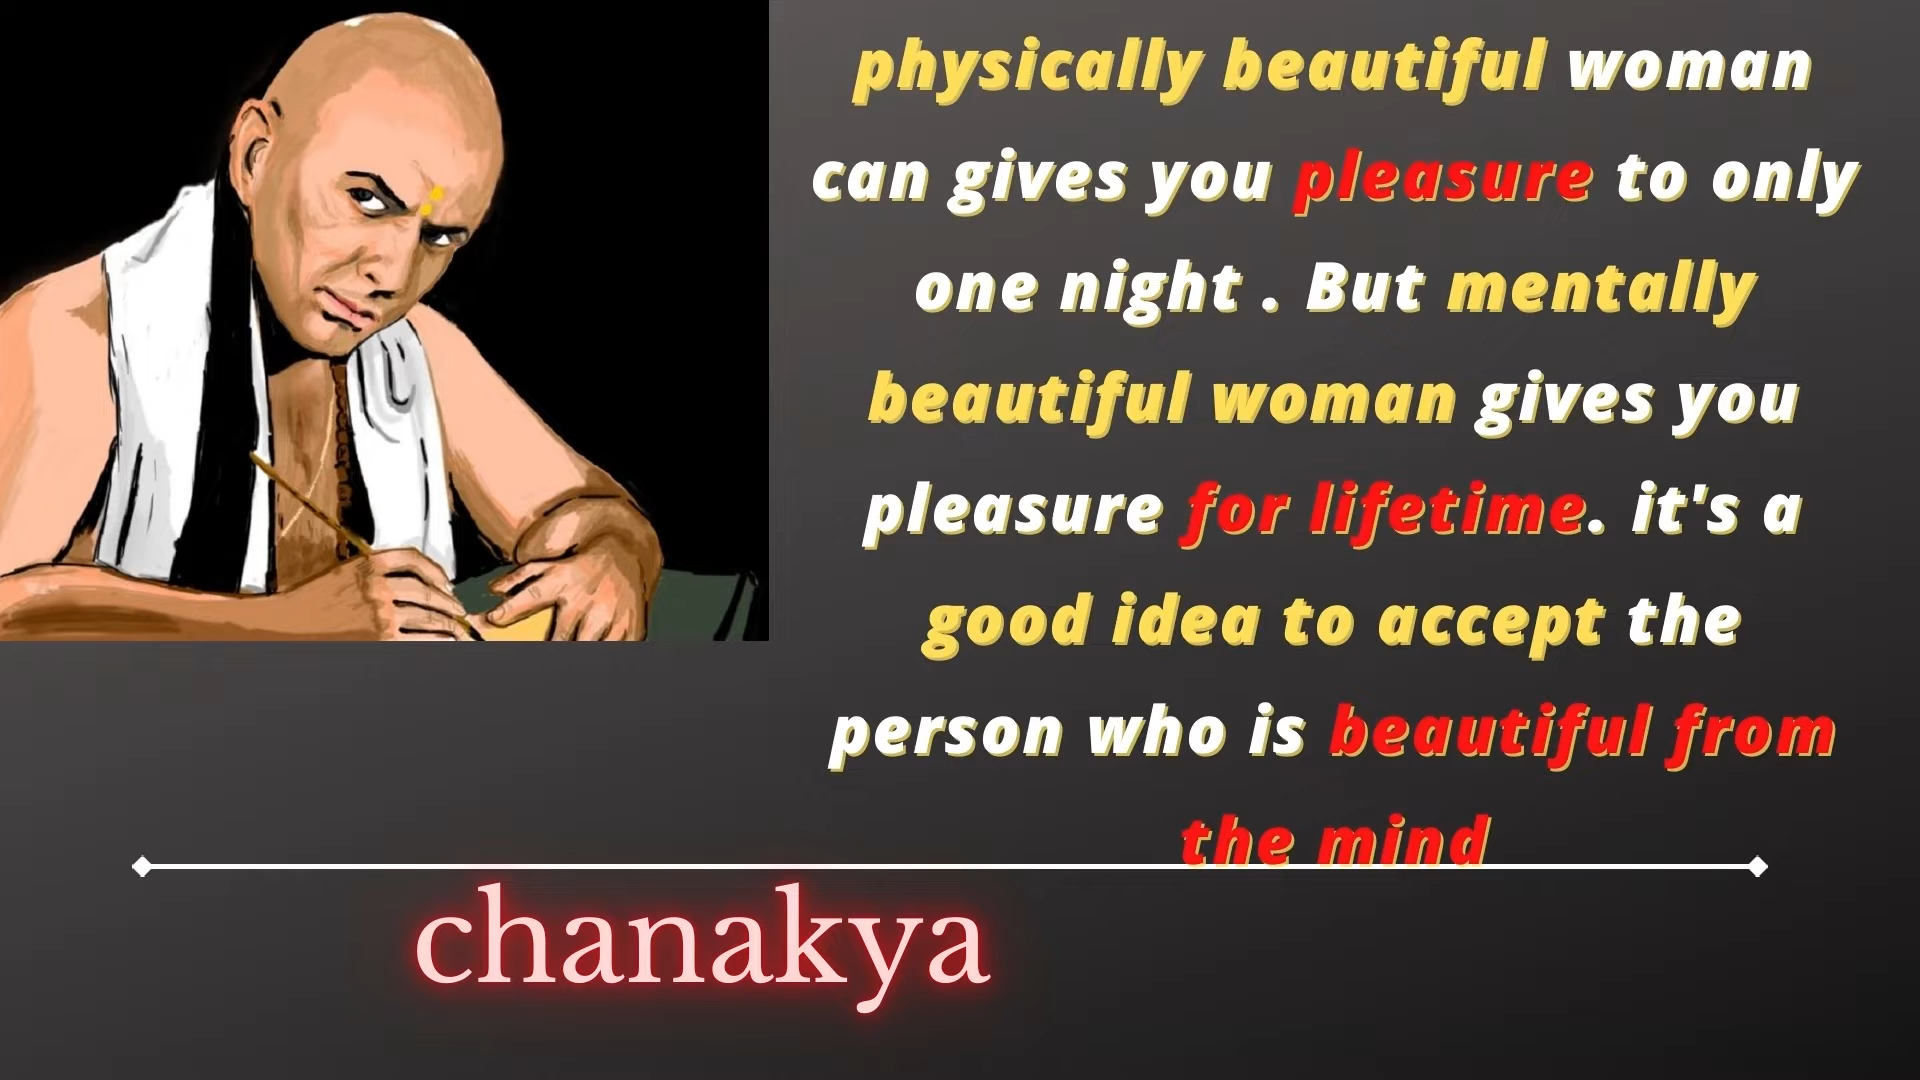 physically beautiful woman
can gives you pleasure to only
one night . But mentally
beautiful woman gives you
pleasure for lifetime. it's a
good idea to accept the
person who is beautiful from
the mind
chanakya